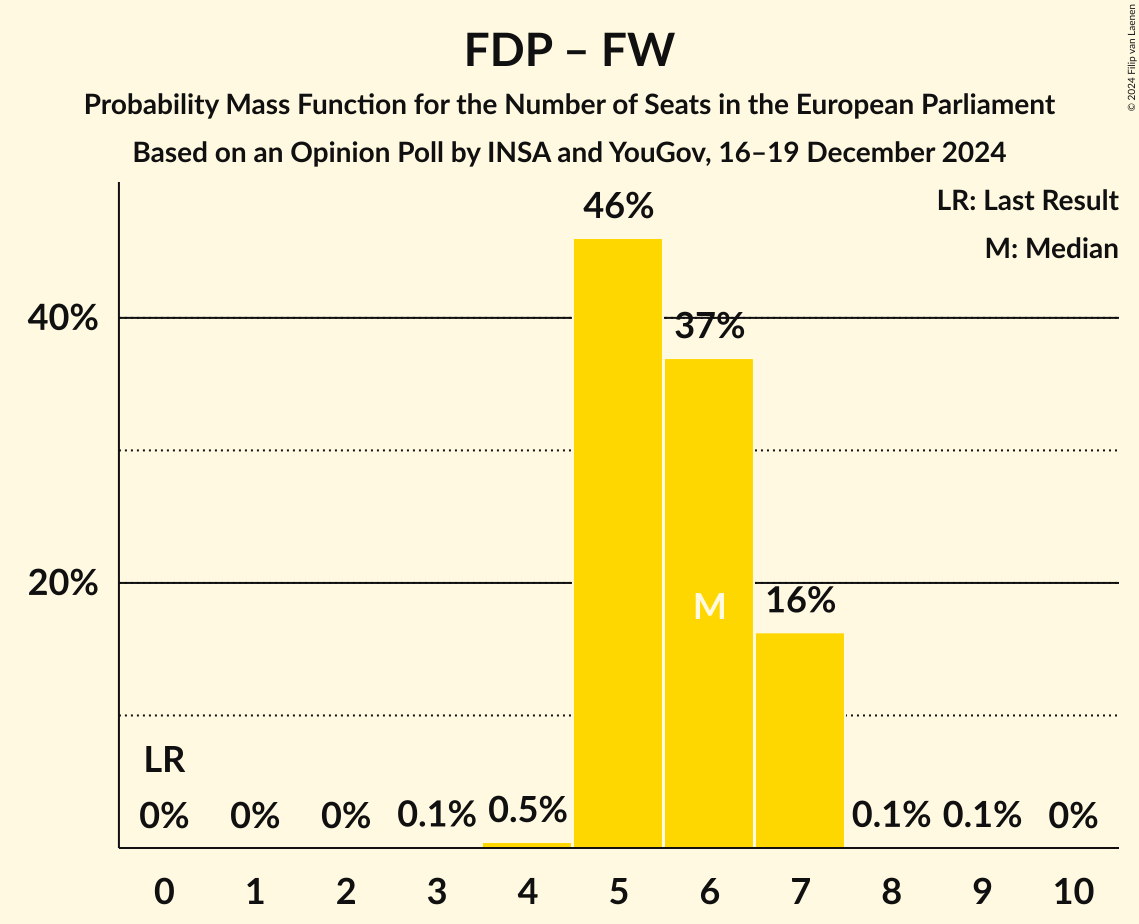 FDP – FW
Probability Mass Function for the Number of Seats in the European Parliament
Based on an Opinion Poll by INSA and YouGov, 16–19 December 2024
© 2024 Filip van Laenen
LR: Last Result
M: Median
46%
40%
37%
20%
M
16%
LR
0% 0% 0% 0.1% 0.5% 0.1% 0.1% 0%
0 1 2 3 4 5 6 7 8 9 10